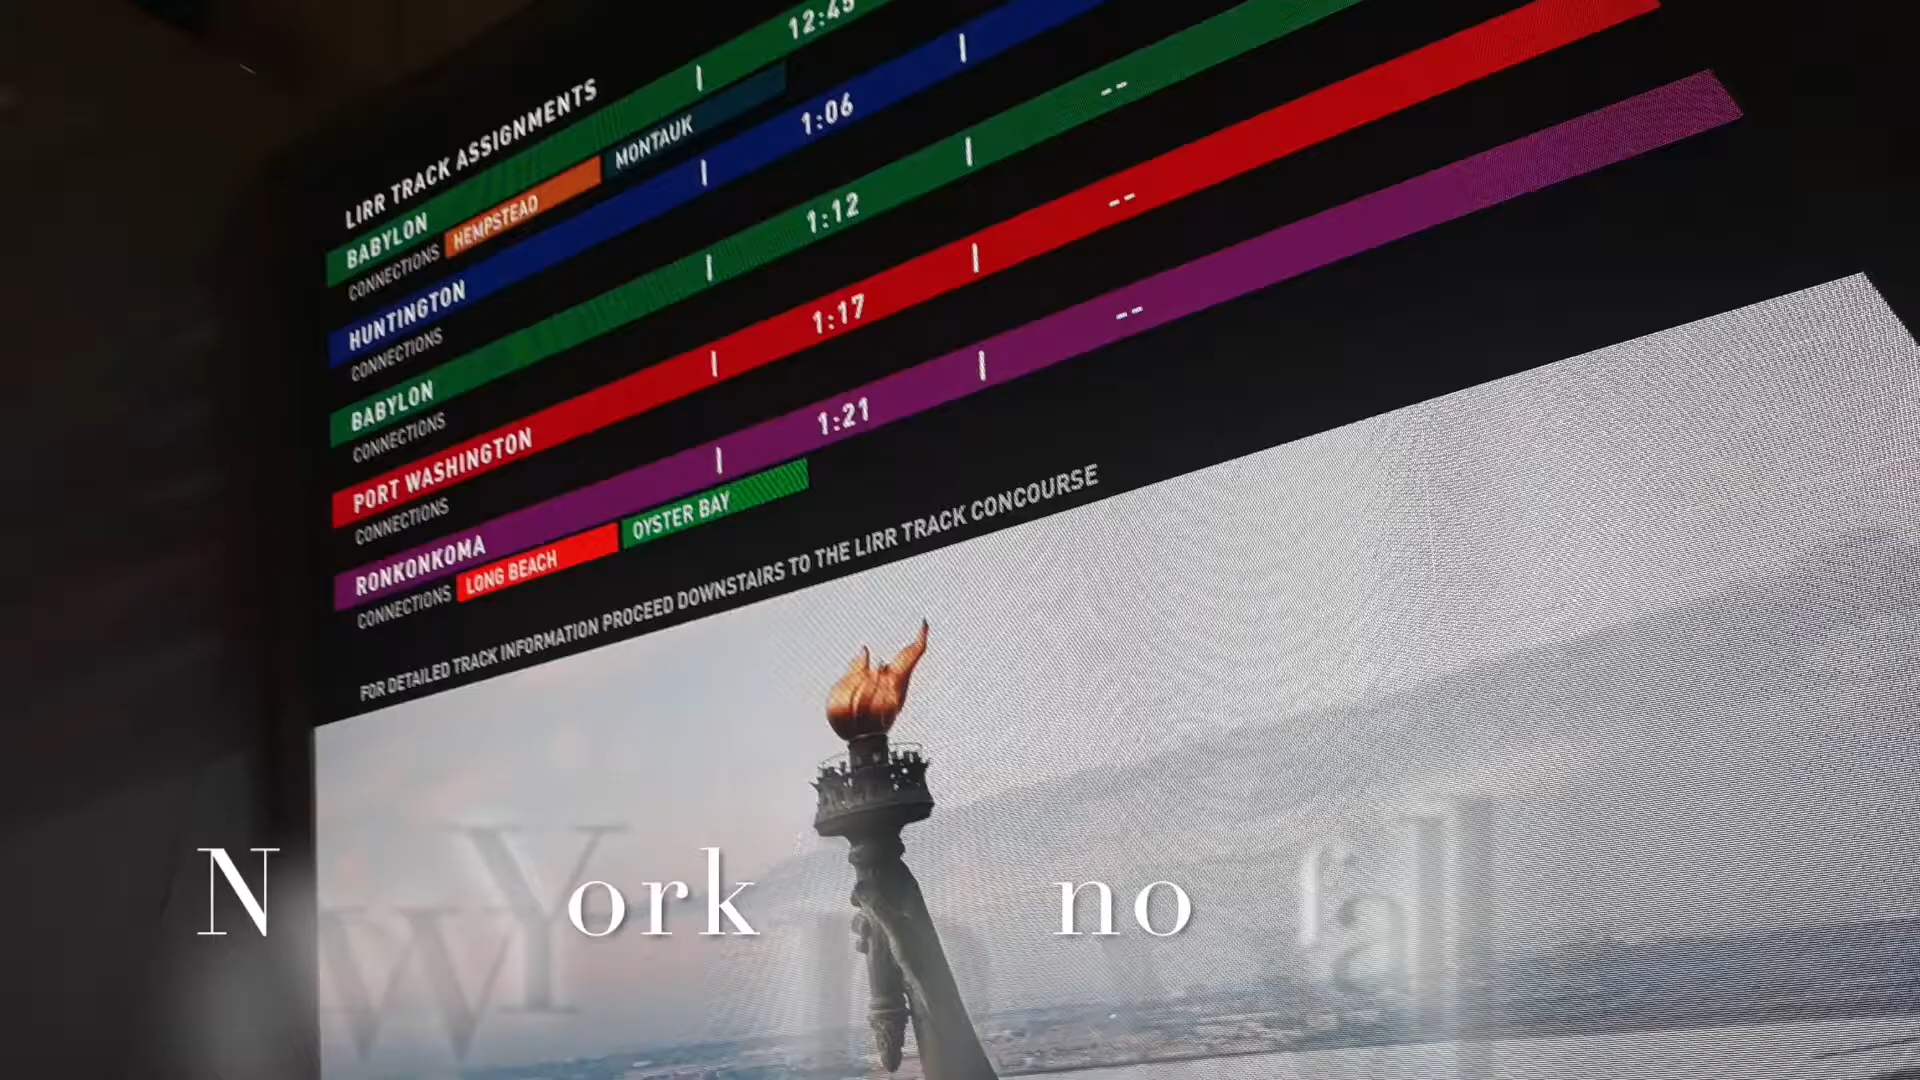 LIRR TRACK ASSIGNMENTS
BABYLON | 12:45
CONNECTIONS HEMPSTEAD MONTAUK
HUNTINGTON | 1:06 |
CONNECTIONS
BABYLON | 1:12 | --
CONNECTIONS
PORT WASHINGTON | 1:17 | --
CONNECTIONS
RONKONKOMA | 1:21 | --
CONNECTIONS LONG BEACH OYSTER BAY
FOR DETAILED TRACK INFORMATION PROCEED DOWNSTAIRS TO THE LIRR TRACK CONCOURSE